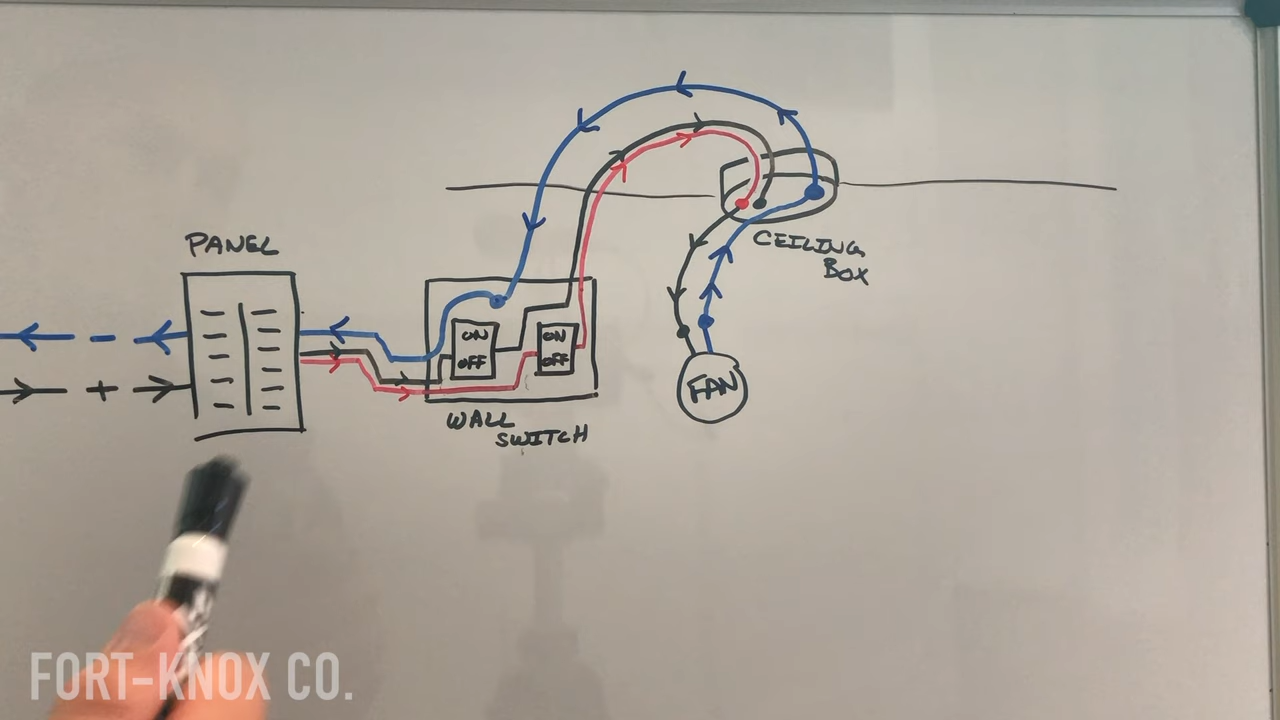 PANEL
CEILING
BOX
ON
OFF
ON
OFF
FAN
WALL
SWITCH
FORT-KNOX CO.